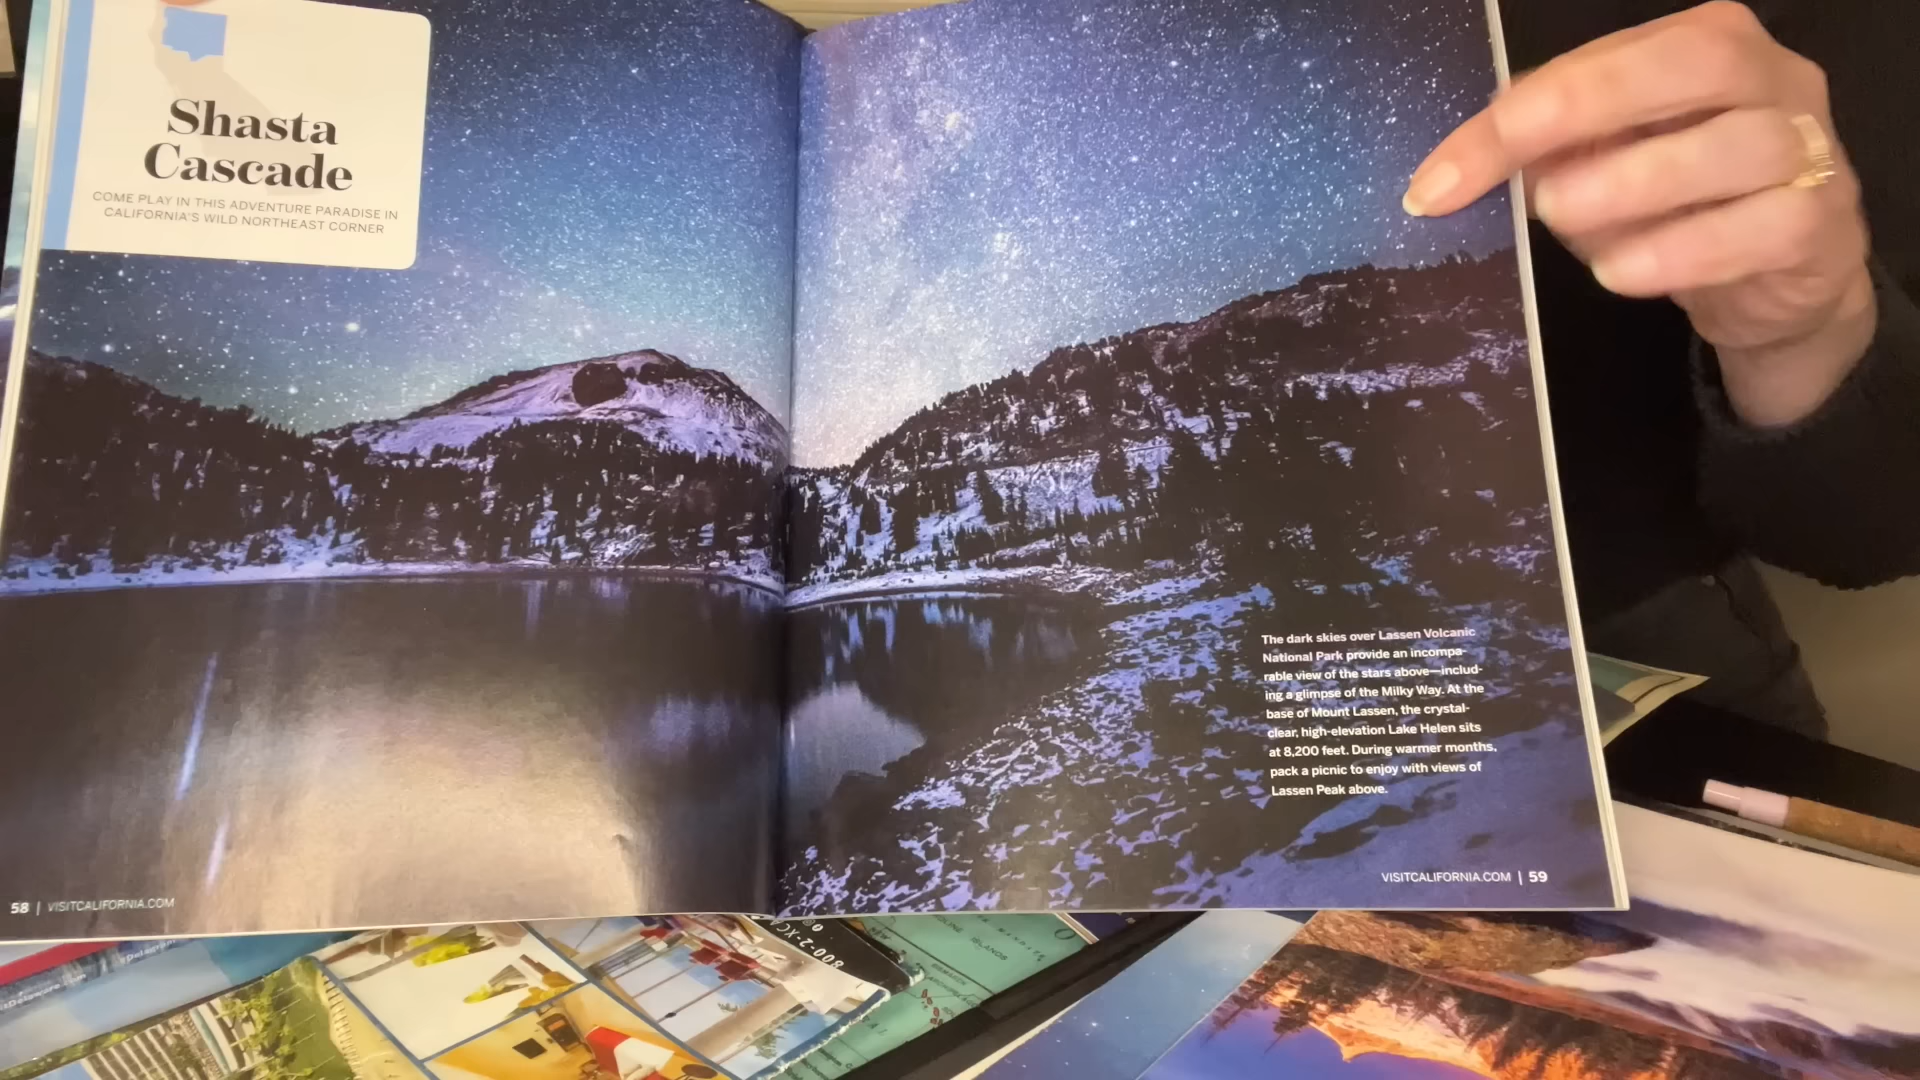 Shasta
Cascade
COME PLAY IN THIS ADVENTURE PARADISE IN
CALIFORNIA'S WILD NORTHEAST CORNER
The dark skies over Lassen Volcanic
National Park provide an incompa-
rable view of the stars above—includ-
ing a glimpse of the Milky Way. At the
base of Mount Lassen, the crystal-
clear, high-elevation Lake Helen sits
at 8,200 feet. During warmer months,
pack a picnic to enjoy with views of
Lassen Peak above.
58 | VISITCALIFORNIA.COM
VISITCALIFORNIA.COM | 59